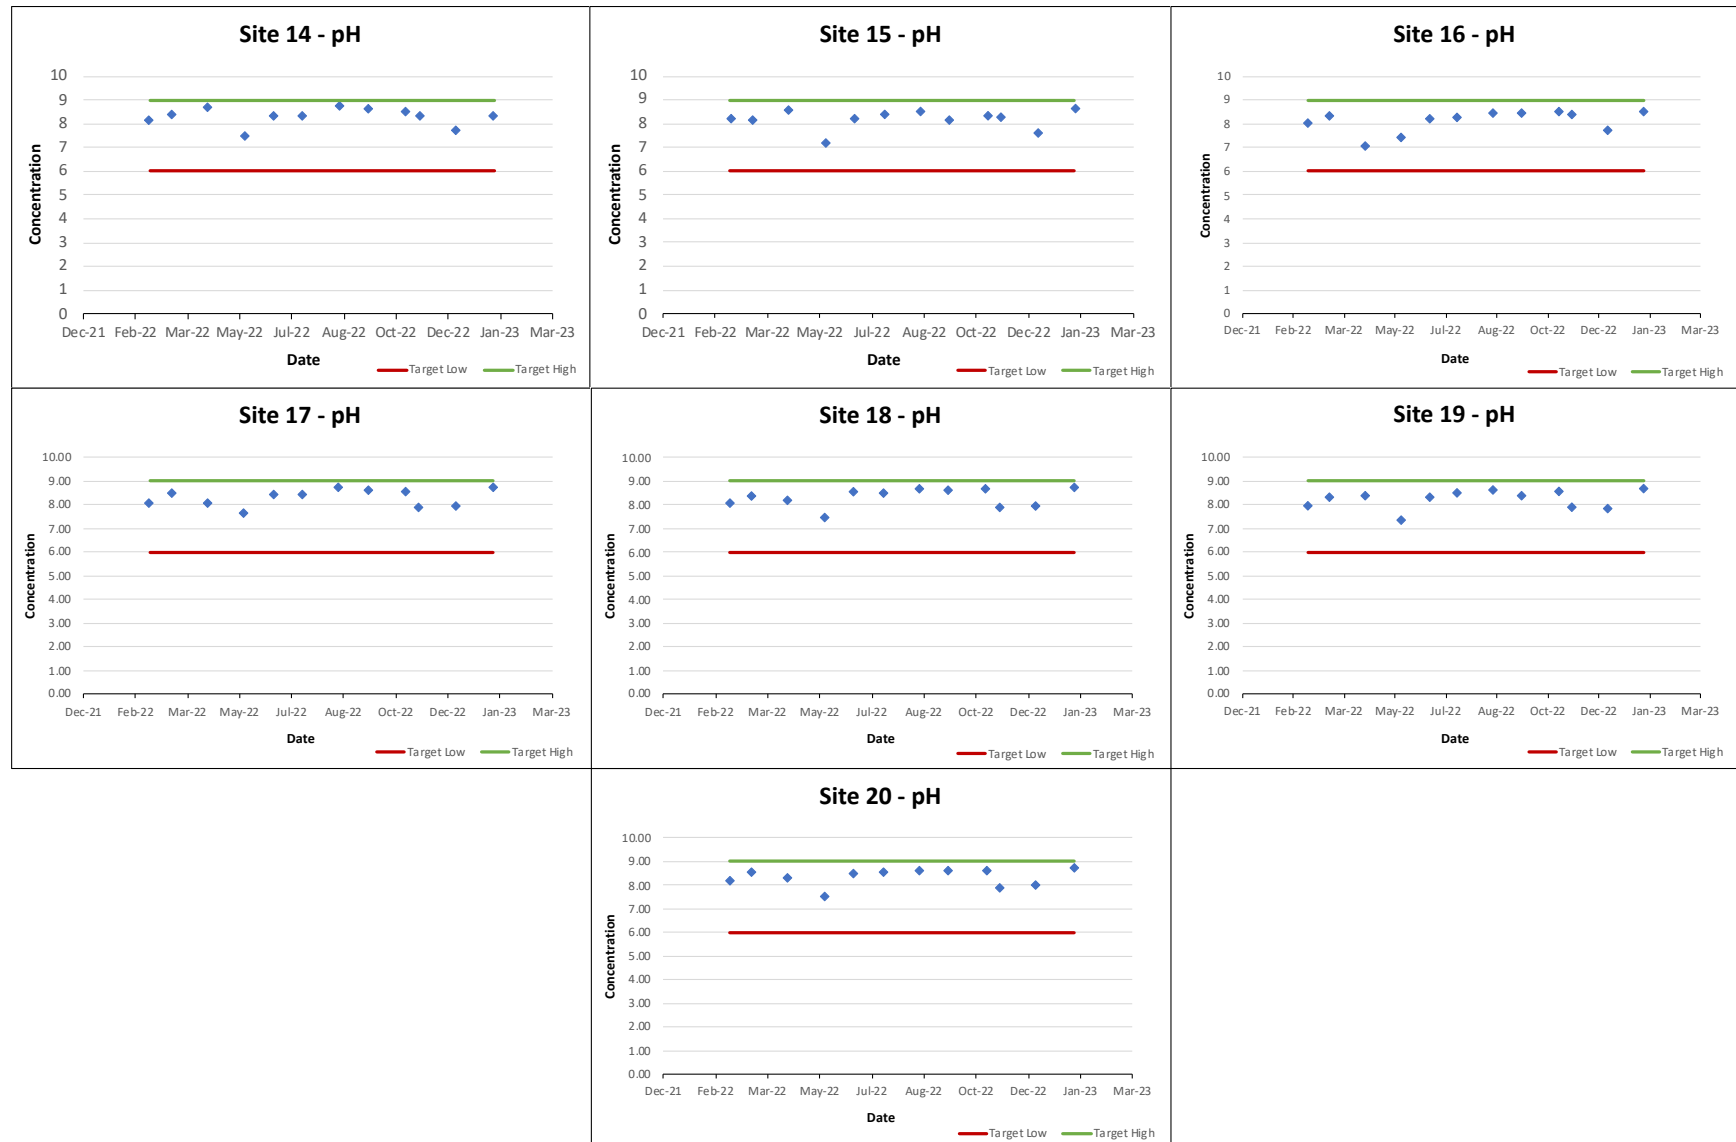 Site 14 - pH
10
9
8
7
6
5
4
3
2
1
0
Concentration
Dec-21 Feb-22 Mar-22 May-22 Jul-22 Aug-22 Oct-22 Dec-22 Jan-23 Mar-23
Date
Target Low Target High
Site 15 - pH
10
9
8
7
6
5
4
3
2
1
0
Concentration
Dec-21 Feb-22 Mar-22 May-22 Jul-22 Aug-22 Oct-22 Dec-22 Jan-23 Mar-23
Date
Target Low Target High
Site 16 - pH
10
9
8
7
6
5
4
3
2
1
0
Concentration
Dec-21 Feb-22 Mar-22 May-22 Jul-22 Aug-22 Oct-22 Dec-22 Jan-23 Mar-23
Date
Target Low Target High
Site 17 - pH
10.00
9.00
8.00
7.00
6.00
5.00
4.00
3.00
2.00
1.00
0.00
Concentration
Dec-21 Feb-22 Mar-22 May-22 Jul-22 Aug-22 Oct-22 Dec-22 Jan-23 Mar-23
Date
Target Low Target High
Site 18 - pH
10.00
9.00
8.00
7.00
6.00
5.00
4.00
3.00
2.00
1.00
0.00
Concentration
Dec-21 Feb-22 Mar-22 May-22 Jul-22 Aug-22 Oct-22 Dec-22 Jan-23 Mar-23
Date
Target Low Target High
Site 19 - pH
10.00
9.00
8.00
7.00
6.00
5.00
4.00
3.00
2.00
1.00
0.00
Concentration
Dec-21 Feb-22 Mar-22 May-22 Jul-22 Aug-22 Oct-22 Dec-22 Jan-23 Mar-23
Date
Target Low Target High
Site 20 - pH
10.00
9.00
8.00
7.00
6.00
5.00
4.00
3.00
2.00
1.00
0.00
Concentration
Dec-21 Feb-22 Mar-22 May-22 Jul-22 Aug-22 Oct-22 Dec-22 Jan-23 Mar-23
Date
Target Low Target High